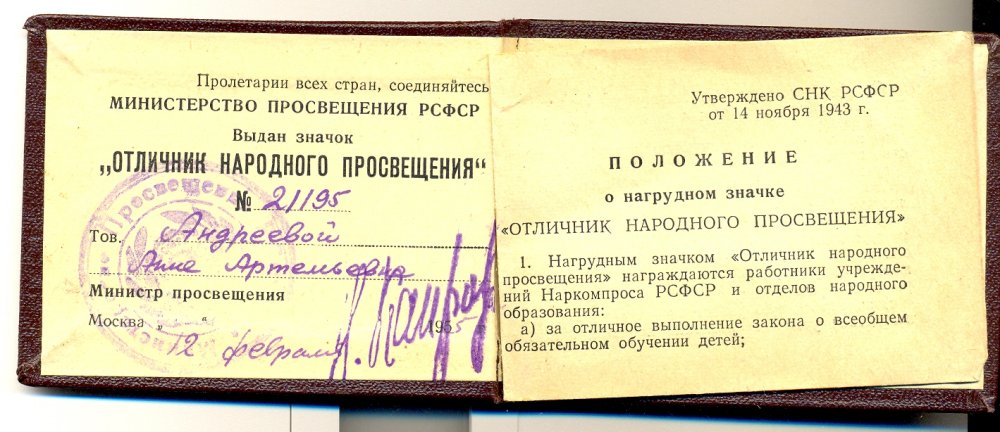 Пролетарии всех стран, соединяйтесь
МИНИСТЕРСТВО ПРОСВЕЩЕНИЯ РСФСР
Выдан значок
„ОТЛИЧНИК НАРОДНОГО ПРОСВЕЩЕНИЯ“
№ 21195
Тов. Андреевой
Анне Артемьевне
Министр просвещения
Москва „ “ 1955 г.
12 февраля
Просвещения
Утверждено СНК РСФСР
от 14 ноября 1943 г.
ПОЛОЖЕНИЕ
о нагрудном значке
«ОТЛИЧНИК НАРОДНОГО ПРОСВЕЩЕНИЯ»
1. Нагрудным значком «Отличник народного
просвещения» награждаются работники учрежде-
ний Наркомпроса РСФСР и отделов народного
образования:
а) за отличное выполнение закона о всеобщем
обязательном обучении детей;